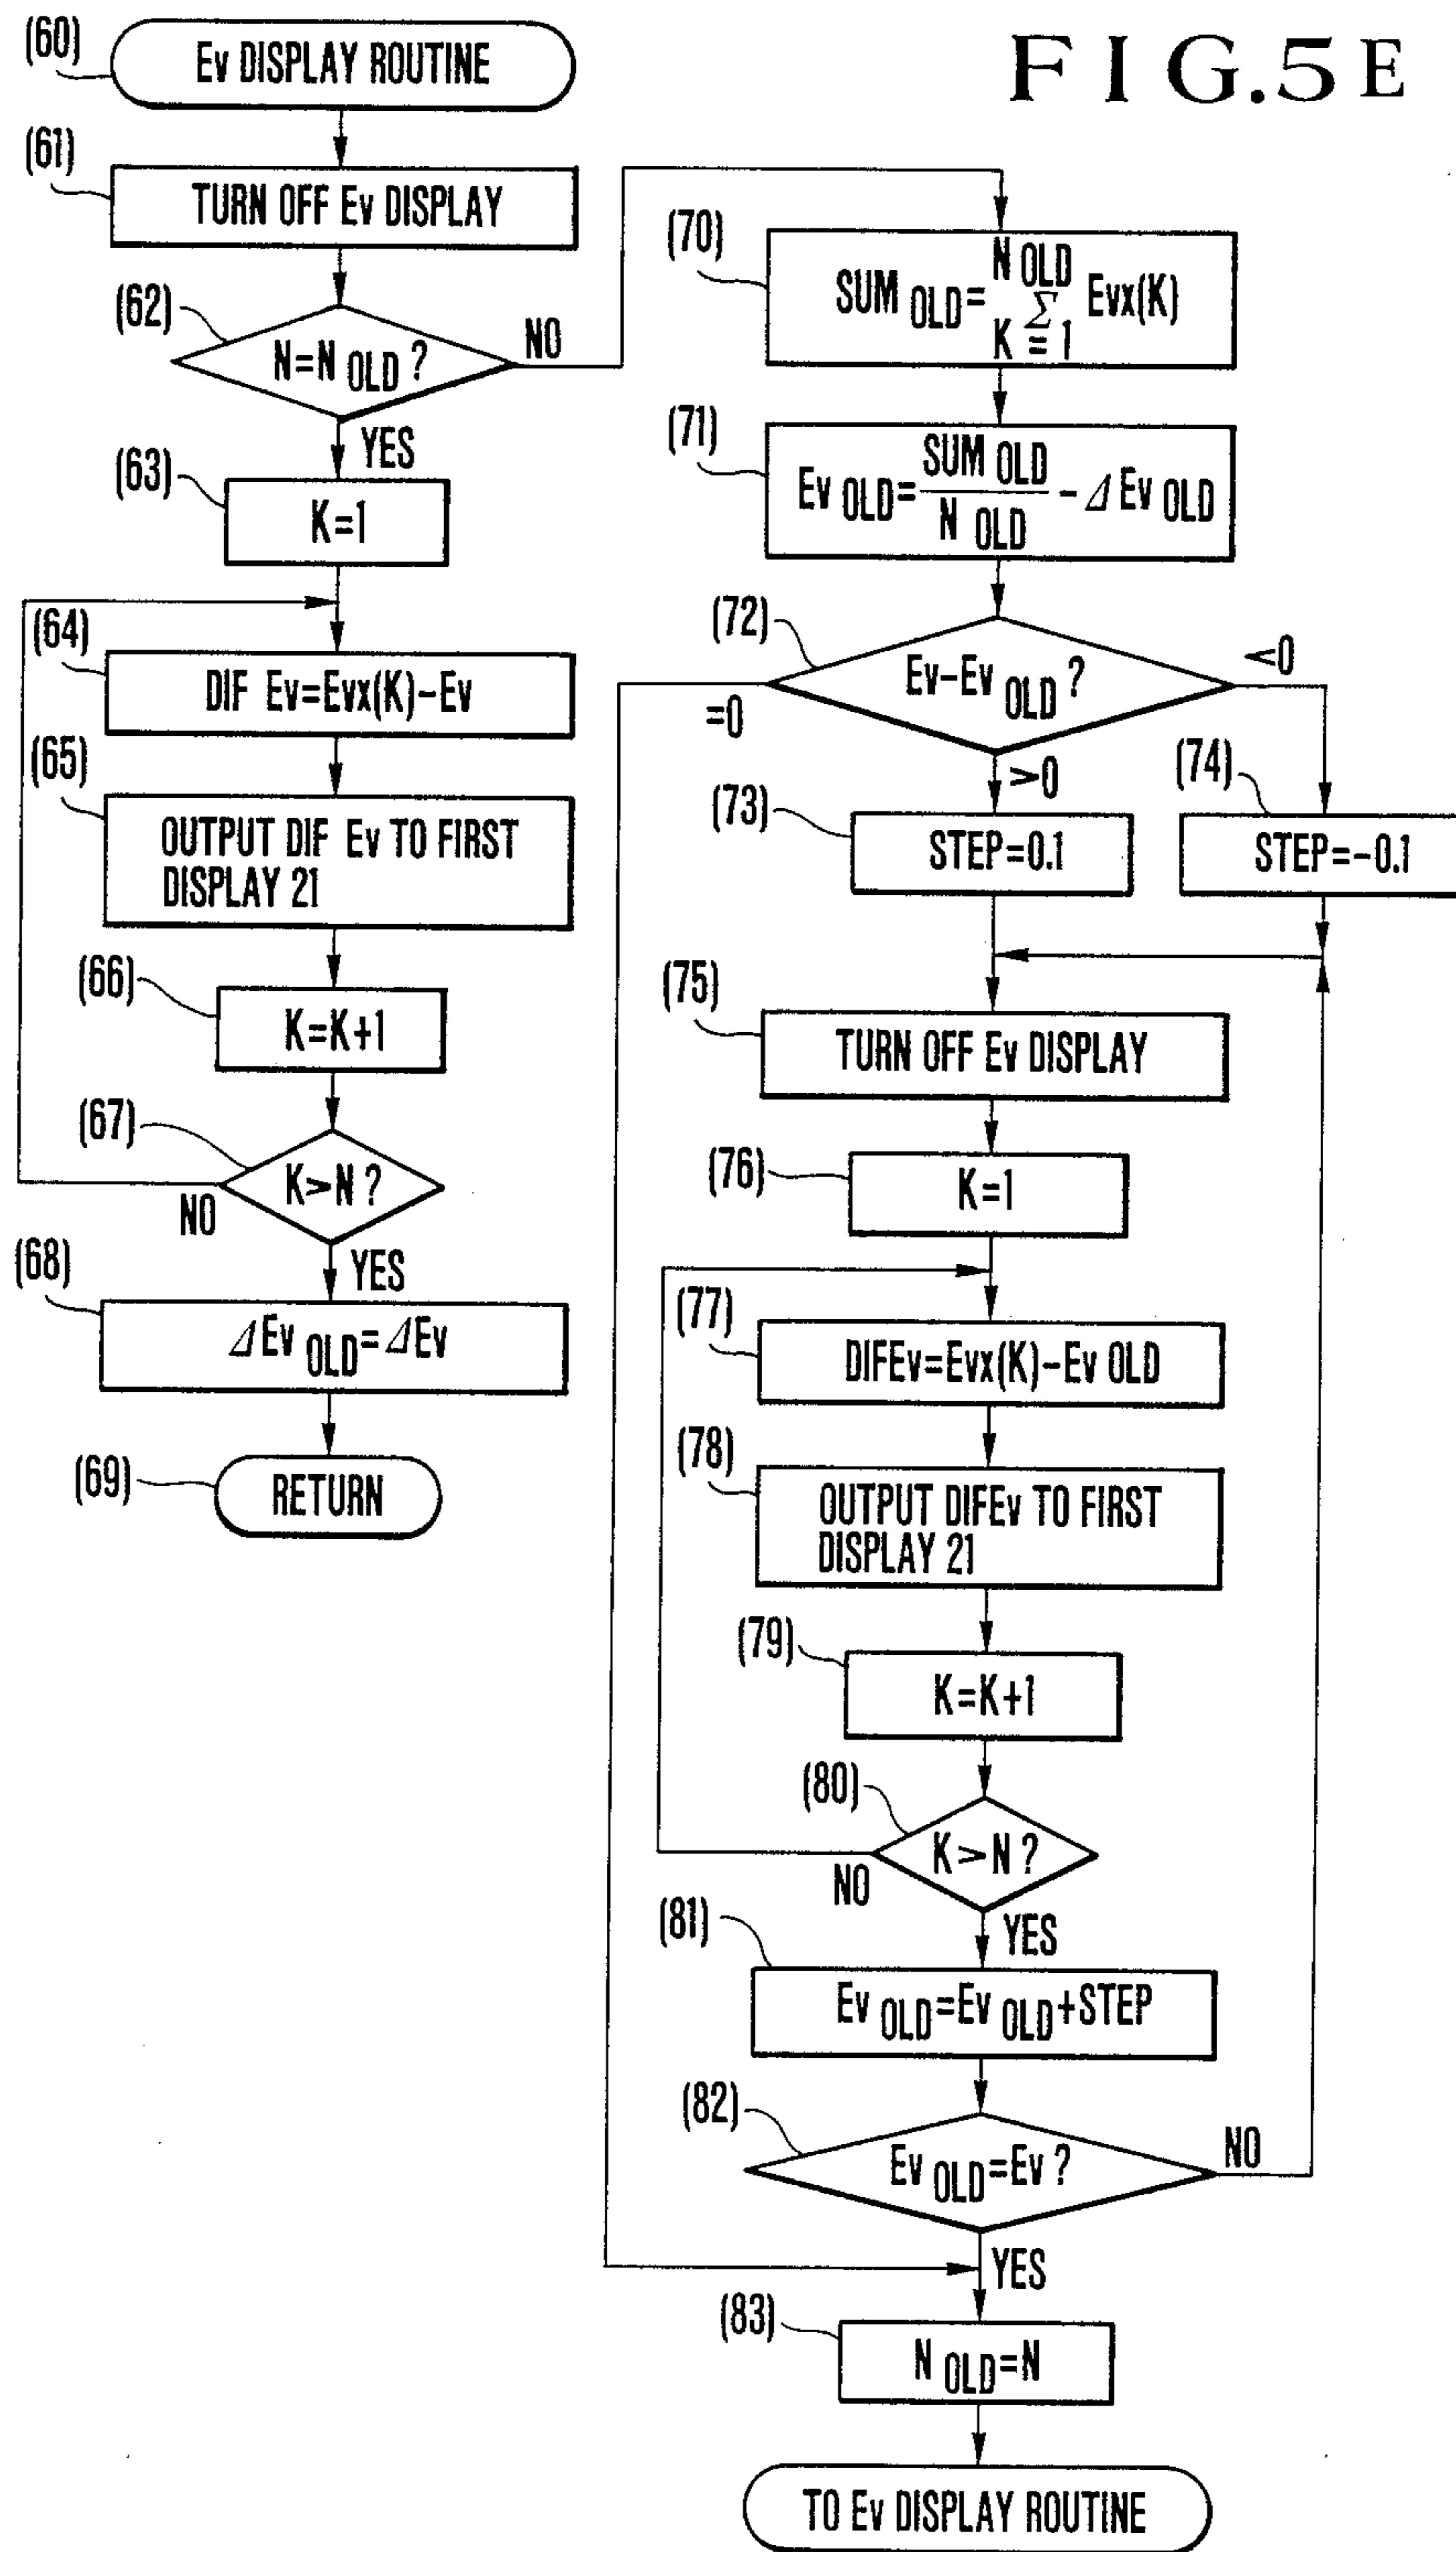 FIG.5E
(60)
Ev DISPLAY ROUTINE
(61)
TURN OFF Ev DISPLAY
(62)
N=N OLD ?
NO
YES
(63)
K=1
(64)
DIF Ev=Evx(K)-Ev
(65)
OUTPUT DIF Ev TO FIRST
DISPLAY 21
(66)
K=K+1
(67)
K>N ?
NO
YES
(68)
ΔEv OLD=ΔEv
(69)
RETURN
(70)
N OLD
SUM OLD= Σ Evx(K)
K=1
(71)
SUM OLD
Ev OLD= - Δ Ev OLD
N OLD
(72)
Ev-Ev OLD ?
<0
=0
>0
(73)
STEP=0.1
(74)
STEP=-0.1
(75)
TURN OFF Ev DISPLAY
(76)
K=1
(77)
DIFEv=Evx(K)-Ev OLD
(78)
OUTPUT DIFEv TO FIRST
DISPLAY 21
(79)
K=K+1
(80)
K>N ?
NO
YES
(81)
Ev OLD=Ev OLD+STEP
(82)
Ev OLD=Ev ?
NO
YES
(83)
N OLD=N
TO Ev DISPLAY ROUTINE